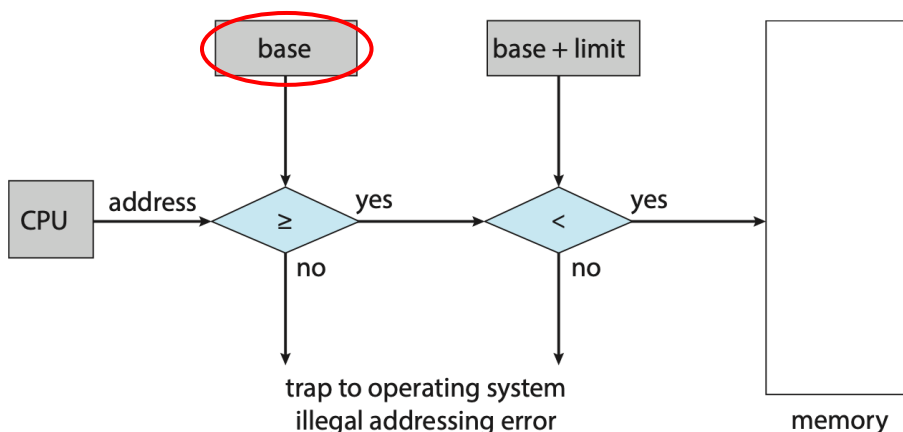 base
base + limit
CPU
address
≥
yes
<
yes
no
no
trap to operating system
illegal addressing error
memory